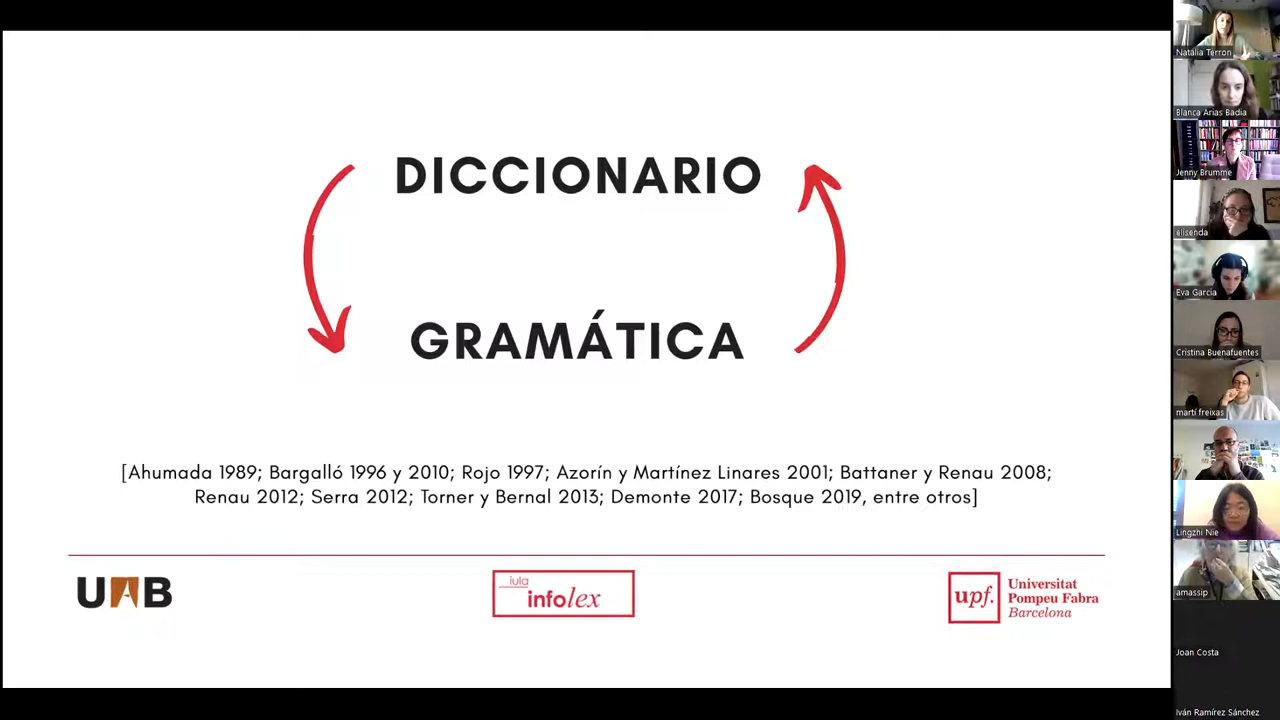 DICCIONARIO
GRAMÁTICA
[Ahumada 1989; Bargalló 1996 y 2010; Rojo 1997; Azorín y Martínez Linares 2001; Battaner y Renau 2008;
Renau 2012; Serra 2012; Torner y Bernal 2013; Demonte 2017; Bosque 2019, entre otros]
UAB
iula
infolex
upf.
Universitat
Pompeu Fabra
Barcelona
Natalia Terron
Blanca Arias Badia
Jenny Brumme
elisenda
Eva Garcia
Cristina Buenafuentes
martí freixas
Lingzhi Nie
amassip
Joan Costa
Iván Ramírez Sánchez